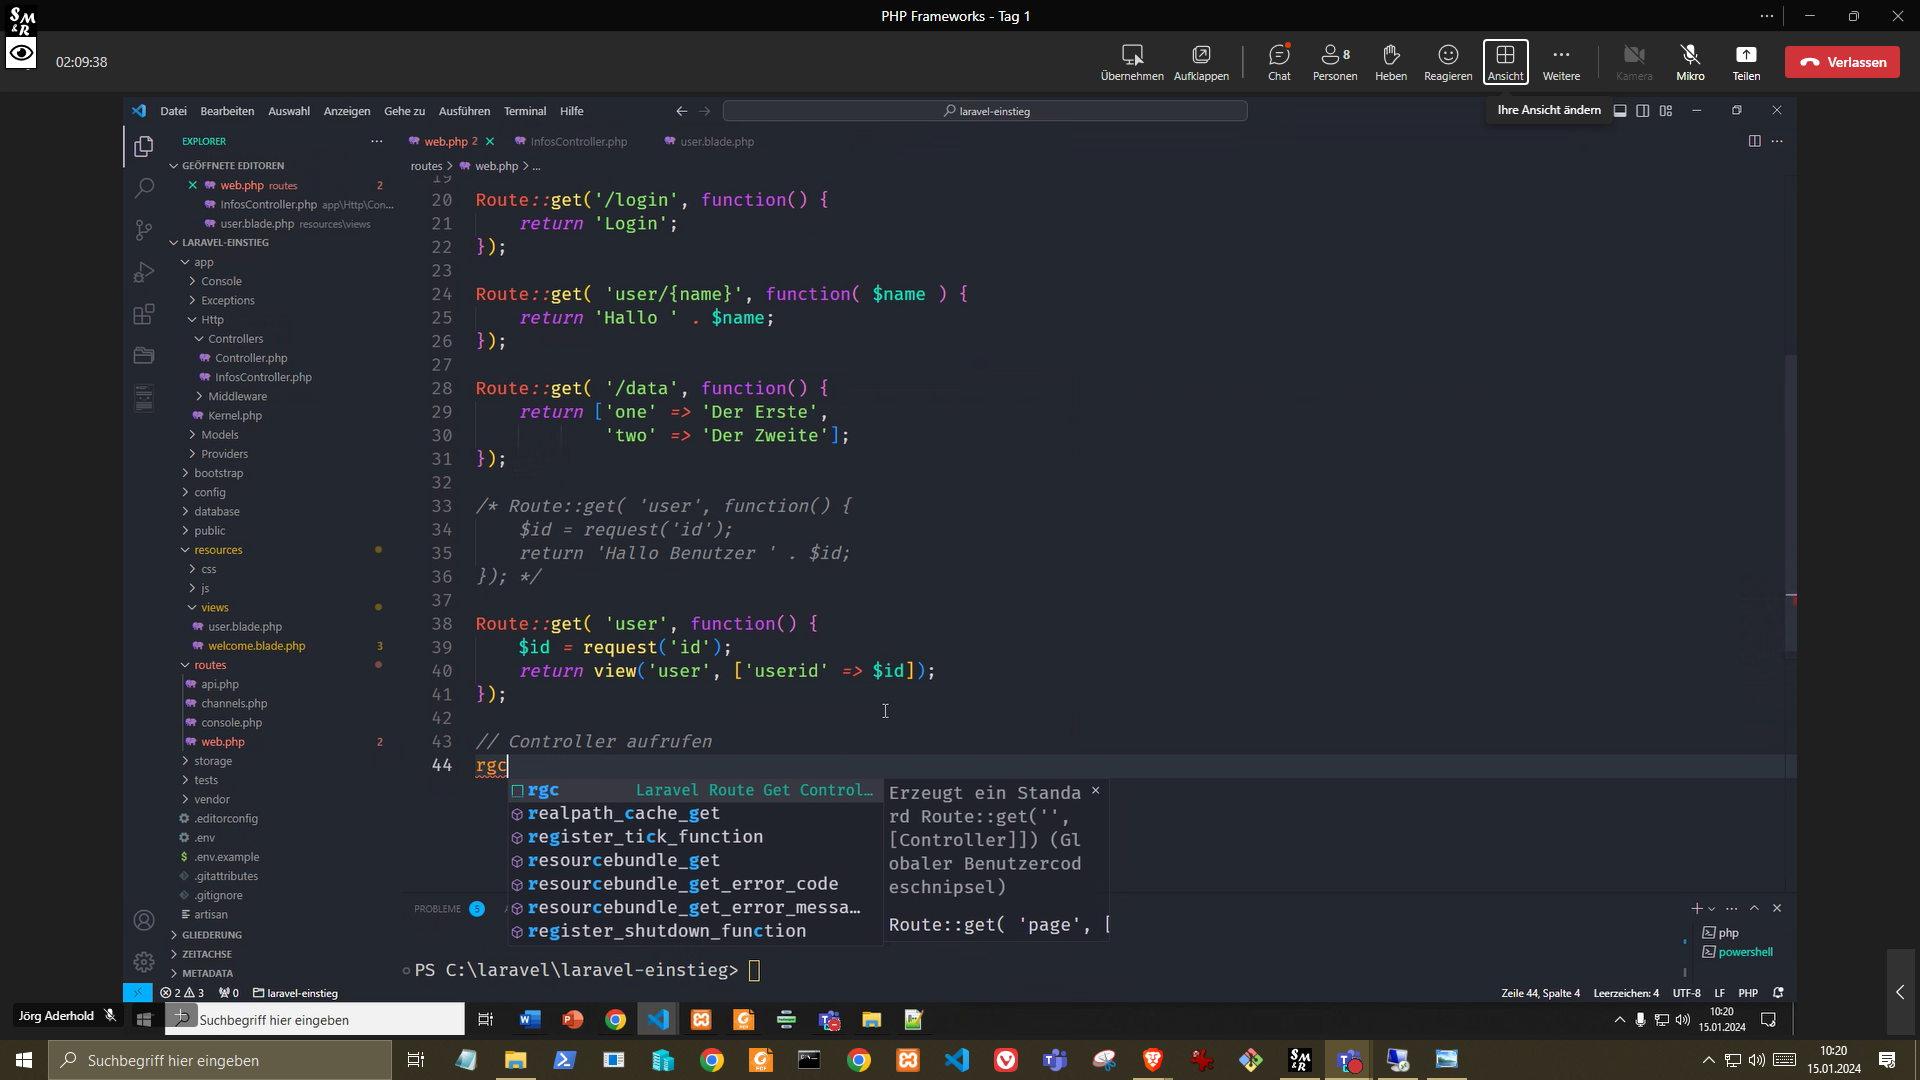 SM&R
PHP Frameworks - Tag 1
02:09:38
Übernehmen
Aufklappen
Chat
8
Personen
Heben
Reagieren
Ansicht
Weitere
Kamera
Mikro
Teilen
Verlassen
Datei Bearbeiten Auswahl Anzeigen Gehe zu Ausführen Terminal Hilfe
laravel-einstieg
Ihre Ansicht ändern
EXPLORER
GEÖFFNETE EDITOREN
web.php routes 2
InfosController.php app\Http\Con...
user.blade.php resources\views
LARAVEL-EINSTIEG
app
Console
Exceptions
Http
Controllers
Controller.php
InfosController.php
Middleware
Kernel.php
Models
Providers
bootstrap
config
database
public
resources
css
js
views
user.blade.php
welcome.blade.php 3
routes
api.php
channels.php
console.php
web.php 2
storage
tests
vendor
.editorconfig
.env
.env.example
.gitattributes
.gitignore
artisan
GLIEDERUNG
ZEITACHSE
METADATA
web.php 2 InfosController.php user.blade.php
routes > web.php > ...
19
20 Route::get('/login', function() {
21 return 'Login';
22 });
23
24 Route::get( 'user/{name}', function( $name ) {
25 return 'Hallo ' . $name;
26 });
27
28 Route::get( '/data', function() {
29 return ['one' => 'Der Erste',
30 'two' => 'Der Zweite'];
31 });
32
33 /* Route::get( 'user', function() {
34 $id = request('id');
35 return 'Hallo Benutzer ' . $id;
36 }); */
37
38 Route::get( 'user', function() {
39 $id = request('id');
40 return view('user', ['userid' => $id]);
41 });
42
43 // Controller aufrufen
44 rgc
rgc Laravel Route Get Control...
realpath_cache_get
register_tick_function
resourcebundle_get
resourcebundle_get_error_code
resourcebundle_get_error_messa...
register_shutdown_function
Erzeugt ein Standa
rd Route::get('',
[Controller]]) (Gl
obaler Benutzercod
eschnipsel)
Route::get( 'page', [
PROBLEME 5
php
powershell
PS C:\laravel\laravel-einstieg>
2 3 0 laravel-einstieg
Zeile 44, Spalte 4 Leerzeichen: 4 UTF-8 LF PHP
Jörg Aderhold
Suchbegriff hier eingeben
10:20
15.01.2024
Suchbegriff hier eingeben
SM&R
10:20
15.01.2024